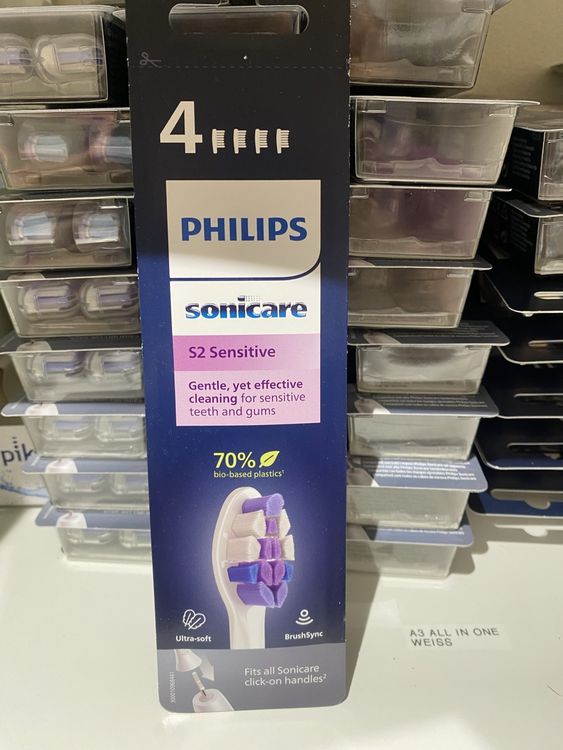 4
PHILIPS
sonicare
S2 Sensitive
Gentle, yet effective
cleaning for sensitive
teeth and gums
70%
bio-based plastics¹
Ultra-soft
BrushSync
Fits all Sonicare
click-on handles²
pik
A3 ALL IN ONE
WEISS